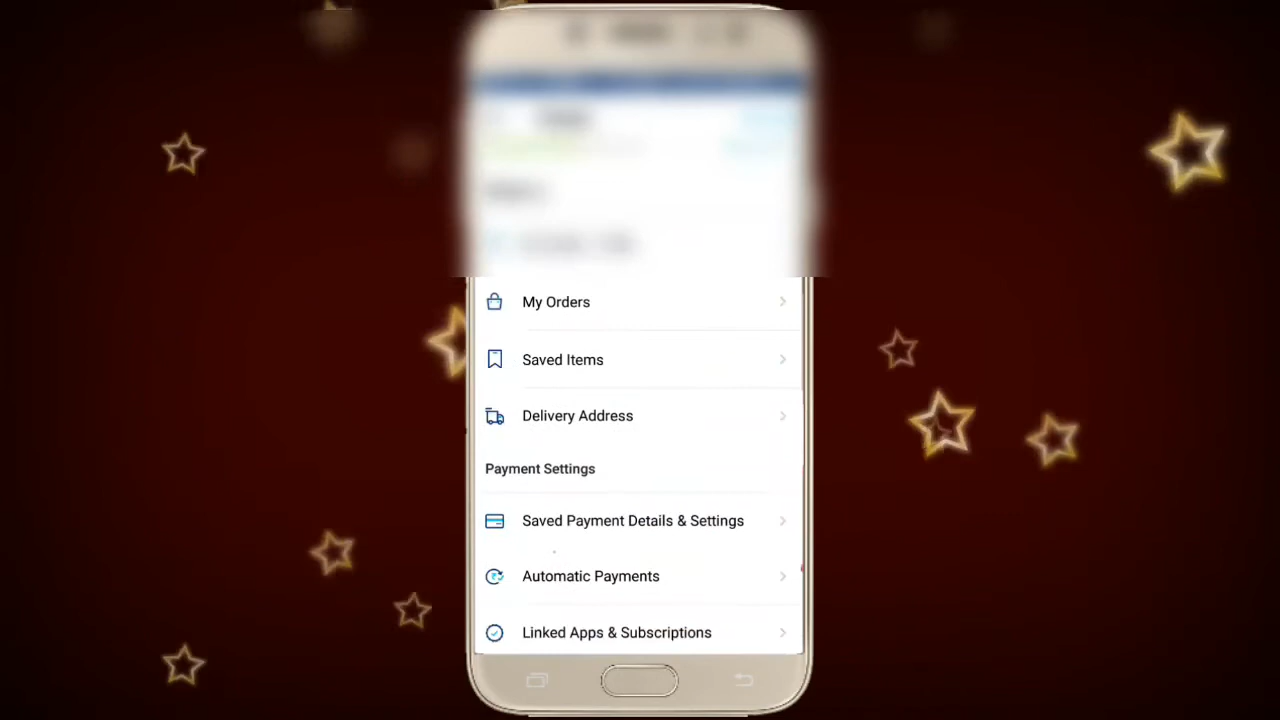 My Orders
Saved Items
Delivery Address
Payment Settings
Saved Payment Details & Settings
Automatic Payments
Linked Apps & Subscriptions